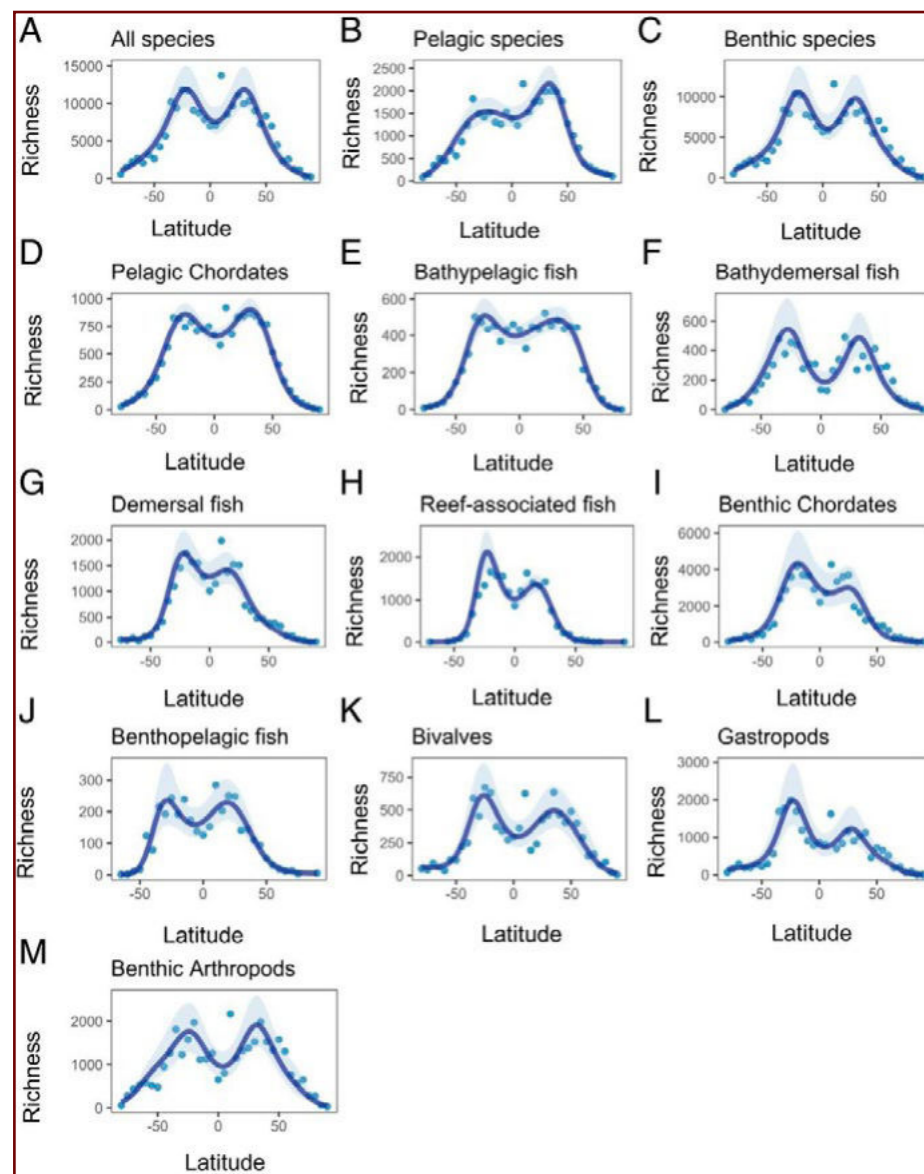 A
All species
Richness
15000
10000
5000
0
-50
0
50
Latitude
B
Pelagic species
Richness
2500
2000
1500
1000
500
0
-50
0
50
Latitude
C
Benthic species
Richness
10000
5000
0
-50
0
50
Latitude
D
Pelagic Chordates
Richness
1000
750
500
250
0
-50
0
50
Latitude
E
Bathypelagic fish
Richness
600
400
200
0
-50
0
50
Latitude
F
Bathydemersal fish
Richness
600
400
200
0
-50
0
50
Latitude
G
Demersal fish
Richness
2000
1500
1000
500
0
-50
0
50
Latitude
H
Reef-associated fish
Richness
2000
1000
0
-50
0
50
Latitude
I
Benthic Chordates
Richness
6000
4000
2000
0
-50
0
50
Latitude
J
Benthopelagic fish
Richness
300
200
100
0
-50
0
50
Latitude
K
Bivalves
Richness
750
500
250
0
-50
0
50
Latitude
L
Gastropods
Richness
3000
2000
1000
0
-50
0
50
Latitude
M
Benthic Arthropods
Richness
2000
1000
0
-50
0
50
Latitude